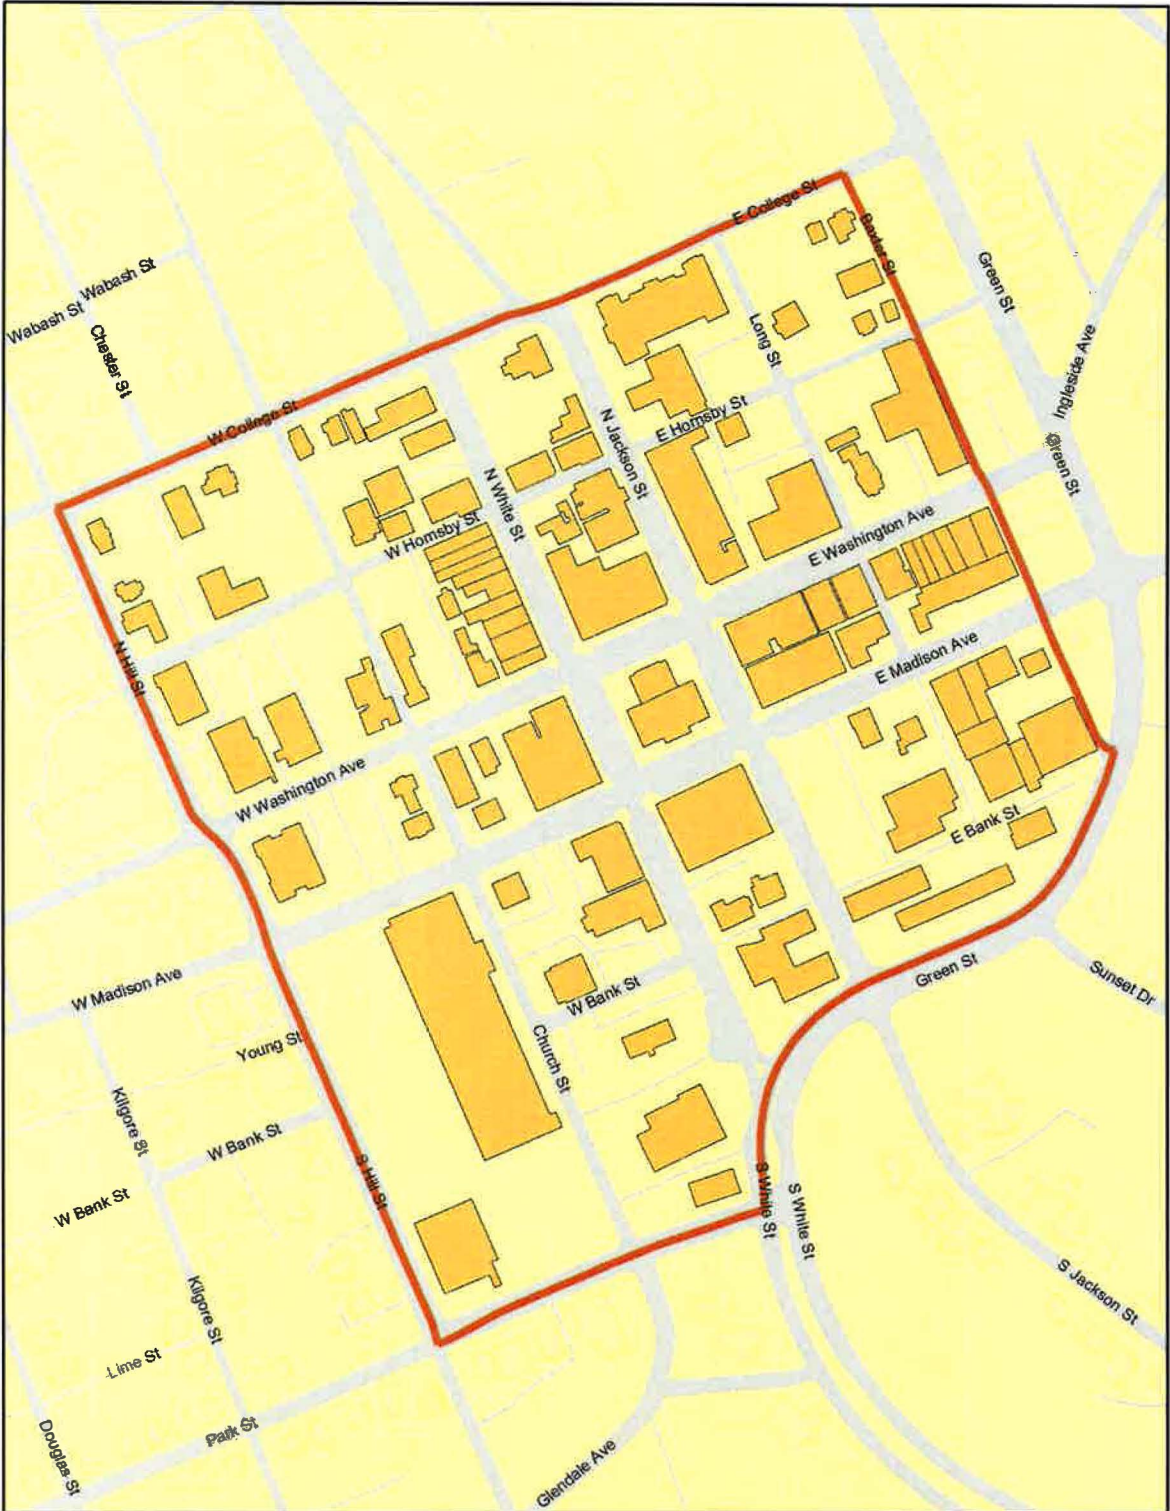 E College St
Baxter St
Green St
Wabash St
Wabash St
Ingleside Ave
Long St
Chester St
W College St
N Jackson St
E Hornsby St
Green St
N White St
W Hornsby St
E Washington Ave
N Hill St
E Madison Ave
W Washington Ave
E Bank St
Green St
Sunset Dr
W Madison Ave
W Bank St
Young St
Church St
Kilgore St
W Bank St
S Hill St
S White St
S White St
W Bank St
Kilgore St
S Jackson St
Lime St
Park St
Douglas St
Glendale Ave